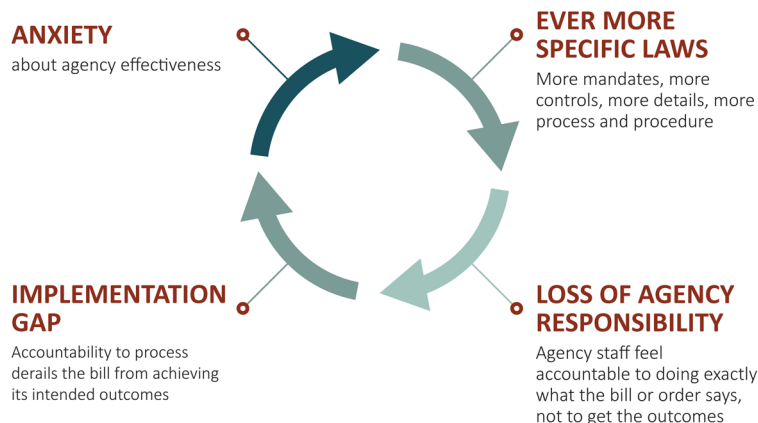 ANXIETY
about agency effectiveness
EVER MORE
SPECIFIC LAWS
More mandates, more
controls, more details, more
process and procedure
IMPLEMENTATION
GAP
Accountability to process
derails the bill from achieving
its intended outcomes
LOSS OF AGENCY
RESPONSIBILITY
Agency staff feel
accountable to doing exactly
what the bill or order says,
not to get the outcomes